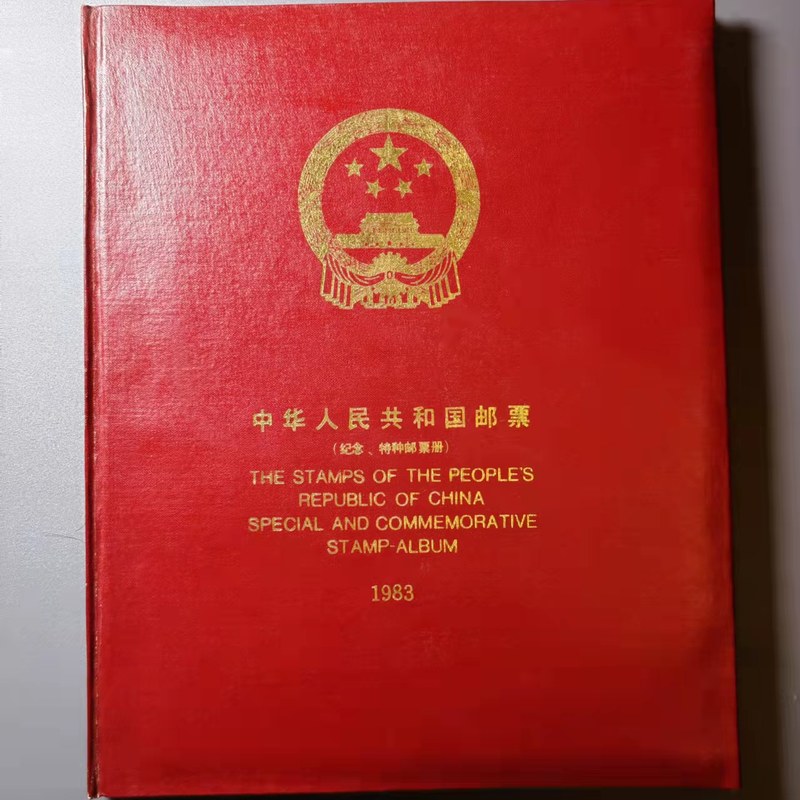 中华人民共和国邮票
(纪念、特种邮票册)
THE STAMPS OF THE PEOPLE'S
REPUBLIC OF CHINA
SPECIAL AND COMMEMORATIVE
STAMP-ALBUM
1983